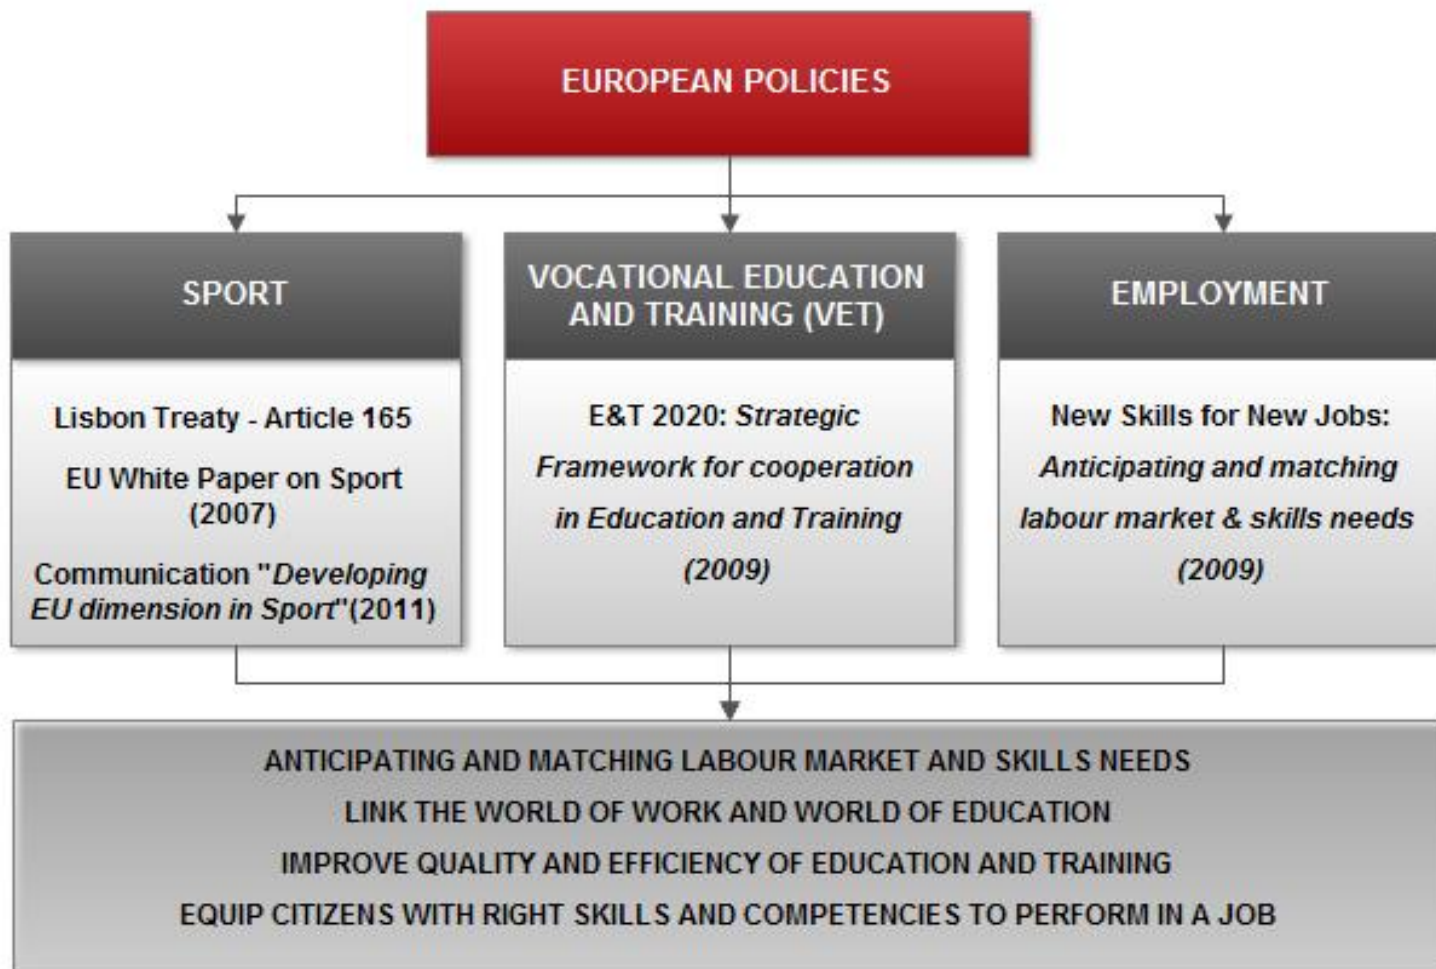 EUROPEAN POLICIES
SPORT
Lisbon Treaty - Article 165
EU White Paper on Sport
(2007)
Communication "Developing
EU dimension in Sport"(2011)
VOCATIONAL EDUCATION
AND TRAINING (VET)
E&T 2020: Strategic
Framework for cooperation
in Education and Training
(2009)
EMPLOYMENT
New Skills for New Jobs:
Anticipating and matching
labour market & skills needs
(2009)
ANTICIPATING AND MATCHING LABOUR MARKET AND SKILLS NEEDS
LINK THE WORLD OF WORK AND WORLD OF EDUCATION
IMPROVE QUALITY AND EFFICIENCY OF EDUCATION AND TRAINING
EQUIP CITIZENS WITH RIGHT SKILLS AND COMPETENCIES TO PERFORM IN A JOB